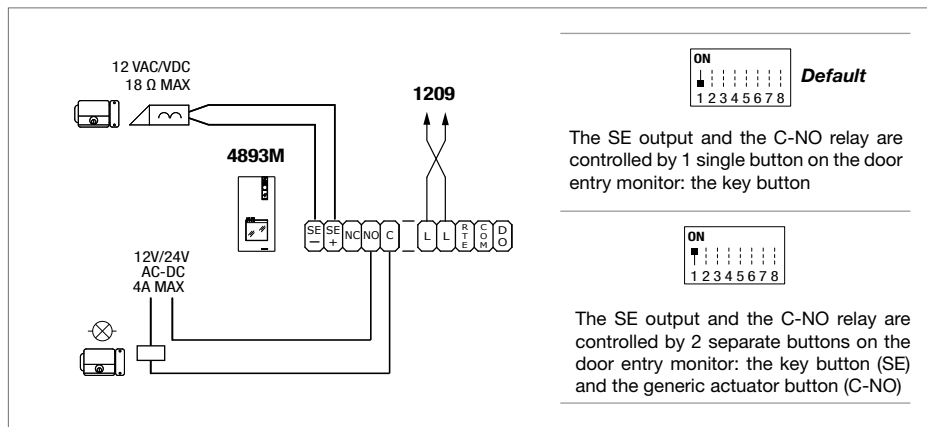 12 VAC/VDC
18 Ω MAX
4893M
1209
SE – SE + NC NO C L L RTE COM DO
12V/24V
AC-DC
4A MAX
ON
1 2 3 4 5 6 7 8
Default
The SE output and the C-NO relay are
controlled by 1 single button on the door
entry monitor: the key button
ON
1 2 3 4 5 6 7 8
The SE output and the C-NO relay are
controlled by 2 separate buttons on the
door entry monitor: the key button (SE)
and the generic actuator button (C-NO)